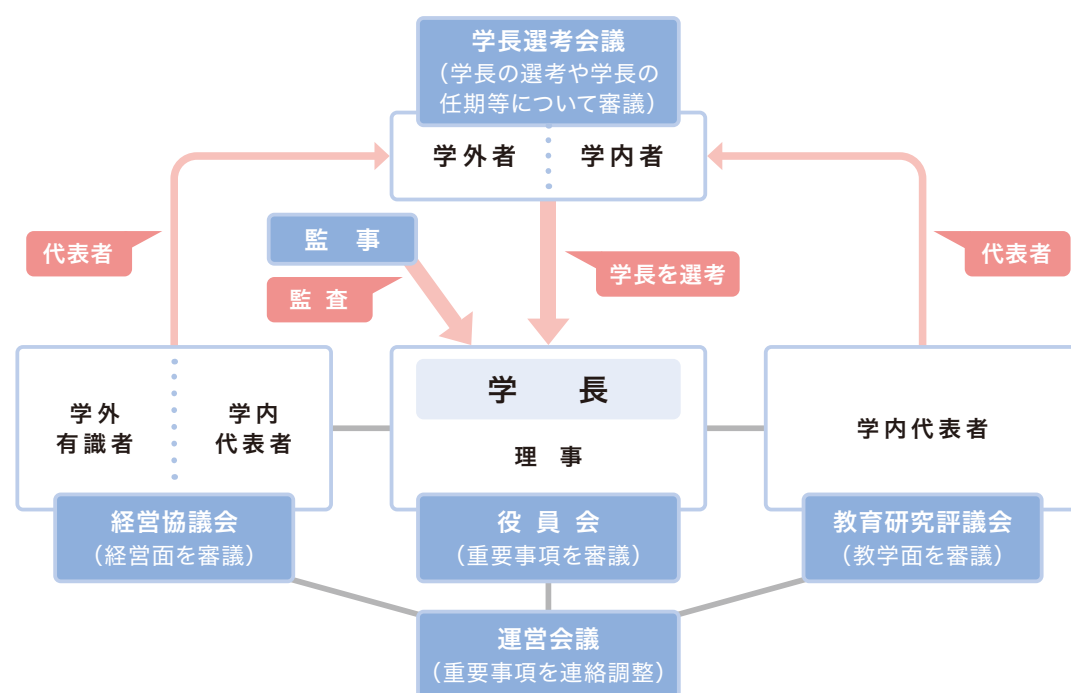 学長選考会議
（学長の選考や学長の
任期等について審議）
学外者
学内者
代表者
監事
監査
学長を選考
代表者
学外
有識者
学内
代表者
学長
理事
学内代表者
経営協議会
（経営面を審議）
役員会
（重要事項を審議）
教育研究評議会
（教学面を審議）
運営会議
（重要事項を連絡調整）